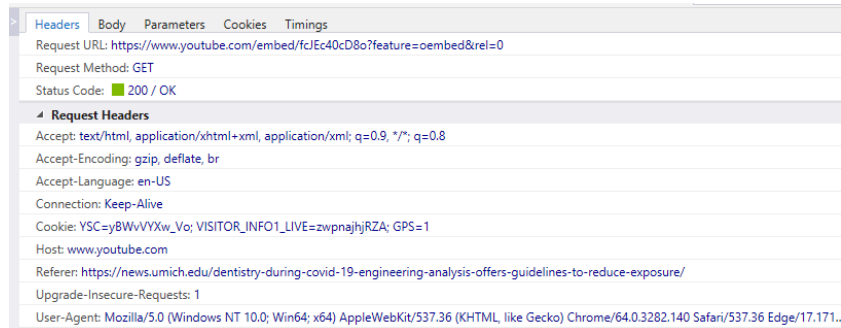 Headers Body Parameters Cookies Timings
Request URL: https://www.youtube.com/embed/fcJEc40cD8o?feature=oembed&rel=0
Request Method: GET
Status Code: 200 / OK
Request Headers
Accept: text/html, application/xhtml+xml, application/xml; q=0.9, */*; q=0.8
Accept-Encoding: gzip, deflate, br
Accept-Language: en-US
Connection: Keep-Alive
Cookie: YSC=yBWvVYXw_Vo; VISITOR_INFO1_LIVE=zwpnajhjRZA; GPS=1
Host: www.youtube.com
Referer: https://news.umich.edu/dentistry-during-covid-19-engineering-analysis-offers-guidelines-to-reduce-exposure/
Upgrade-Insecure-Requests: 1
User-Agent: Mozilla/5.0 (Windows NT 10.0; Win64; x64) AppleWebKit/537.36 (KHTML, like Gecko) Chrome/64.0.3282.140 Safari/537.36 Edge/17.171...